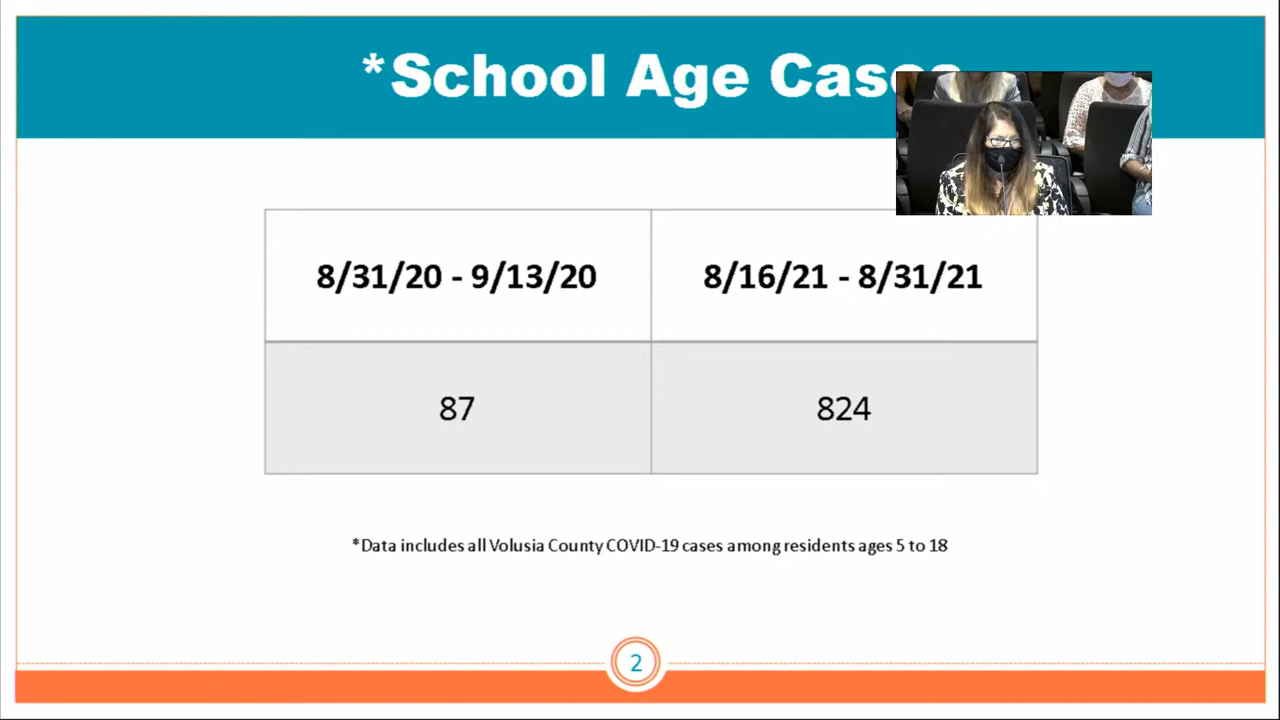 *School Age Cases
8/31/20 - 9/13/20
8/16/21 - 8/31/21
87
824
*Data includes all Volusia County COVID-19 cases among residents ages 5 to 18
2